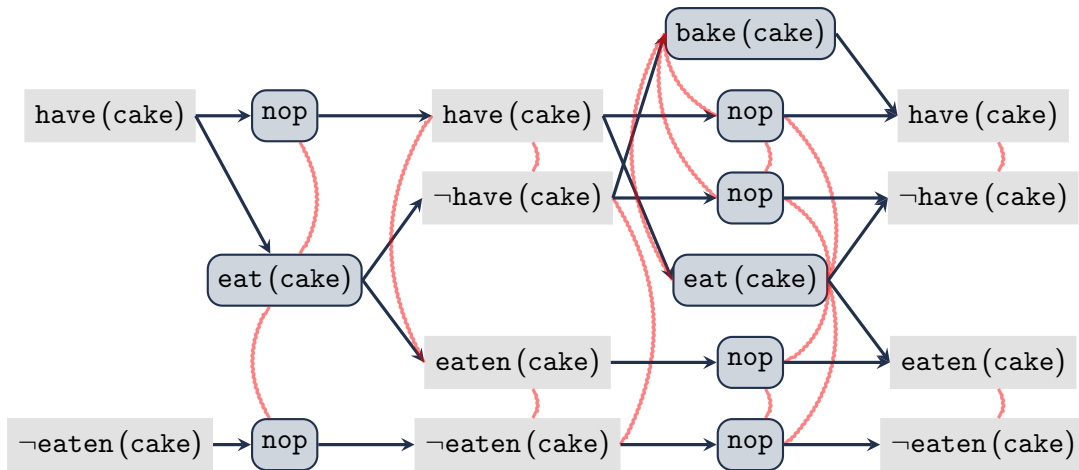 bake(cake)
have(cake)
nop
have(cake)
nop
have(cake)
¬have(cake)
nop
¬have(cake)
eat(cake)
eat(cake)
eaten(cake)
nop
eaten(cake)
¬eaten(cake)
nop
¬eaten(cake)
nop
¬eaten(cake)